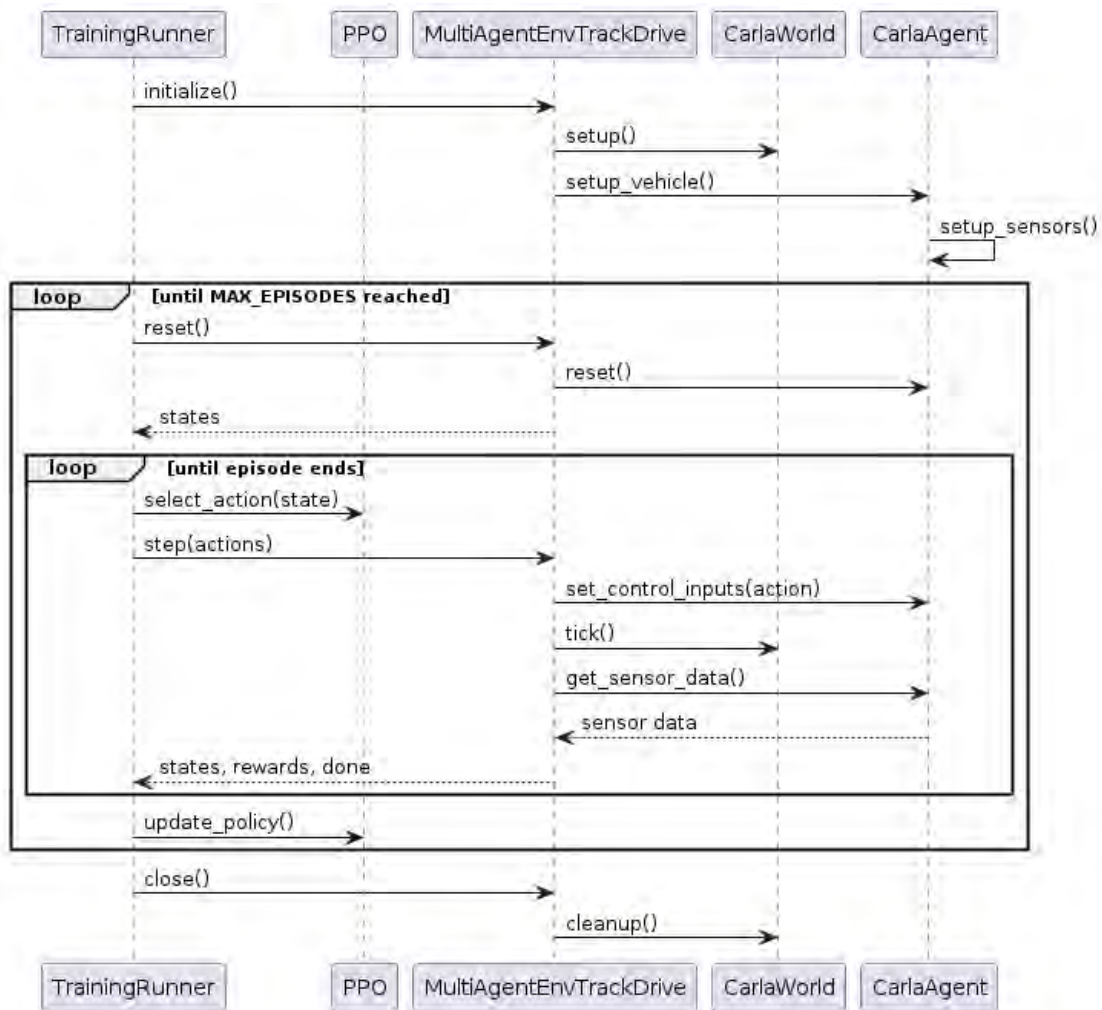 TrainingRunner PPO MultiAgentEnvTrackDrive CarlaWorld CarlaAgent
initialize()
setup()
setup_vehicle()
setup_sensors()
loop [until MAX_EPISODES reached]
reset()
reset()
states
loop [until episode ends]
select_action(state)
step(actions)
set_control_inputs(action)
tick()
get_sensor_data()
sensor data
states, rewards, done
update_policy()
close()
cleanup()
TrainingRunner PPO MultiAgentEnvTrackDrive CarlaWorld CarlaAgent